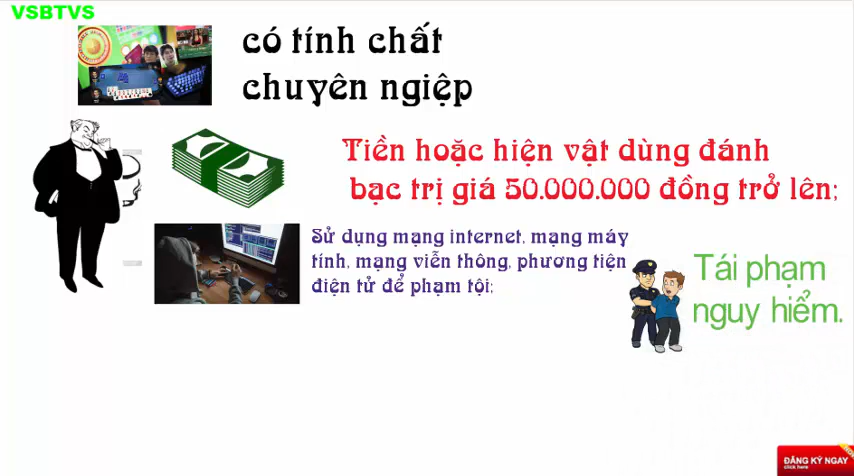 VSBTVS
có tính chất
chuyên ngiệp
Tiền hoặc hiện vật dùng đánh
bạc trị giá 50.000.000 đồng trở lên;
Sử dụng mạng internet, mạng máy
tính, mạng viễn thông, phương tiện
điện tử để phạm tội;
Tái phạm
nguy hiểm.
ĐĂNG KÝ NGAY
click here